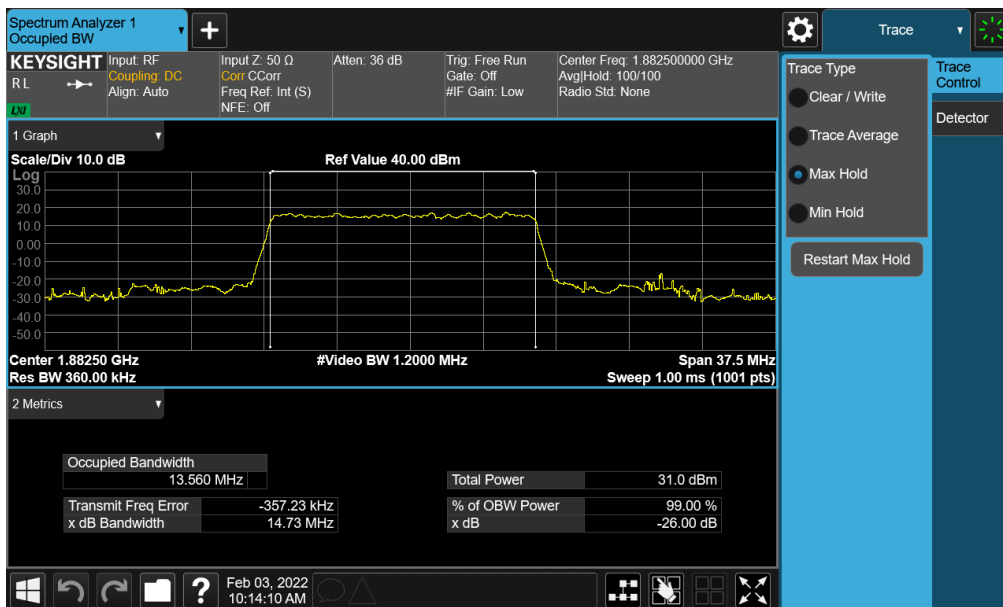 Spectrum Analyzer 1
Occupied BW
+
Trace
KEYSIGHT
R L
LXI
Input: RF
Coupling: DC
Align: Auto
Input Z: 50 Ω
Corr CCorr
Freq Ref: Int (S)
NFE: Off
Atten: 36 dB
Trig: Free Run
Gate: Off
#IF Gain: Low
Center Freq: 1.882500000 GHz
Avg|Hold: 100/100
Radio Std: None
Trace Type
Clear / Write
Trace Average
Max Hold
Min Hold
Restart Max Hold
Trace
Control
Detector
1 Graph
Scale/Div 10.0 dB
Ref Value 40.00 dBm
Log
30.0
20.0
10.0
0.00
-10.0
-20.0
-30.0
-40.0
-50.0
Center 1.88250 GHz
#Video BW 1.2000 MHz
Span 37.5 MHz
Res BW 360.00 kHz
Sweep 1.00 ms (1001 pts)
2 Metrics
Occupied Bandwidth
13.560 MHz
Total Power 31.0 dBm
Transmit Freq Error -357.23 kHz
% of OBW Power 99.00 %
x dB Bandwidth 14.73 MHz
x dB -26.00 dB
?
Feb 03, 2022
10:14:10 AM